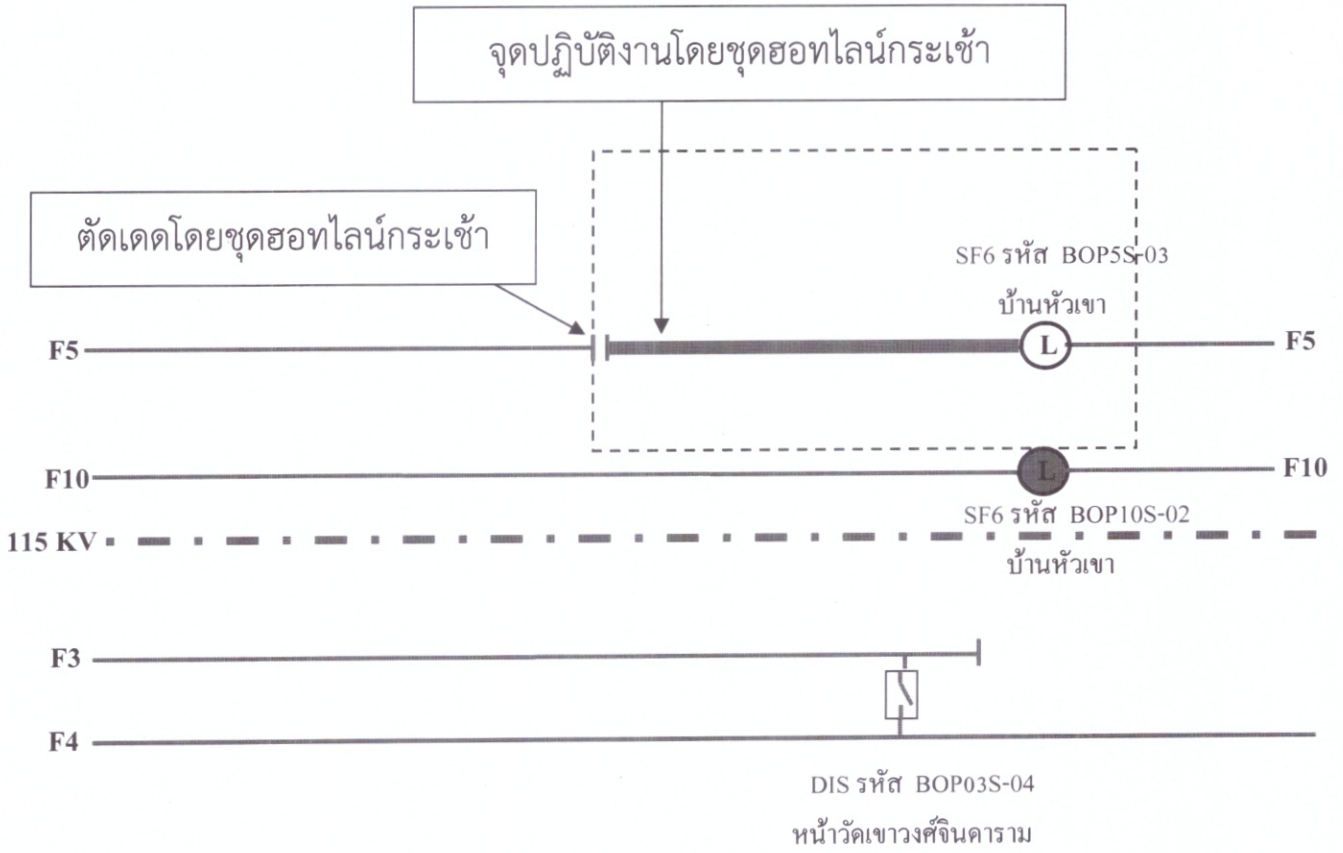 จุดปฏิบัติงานโดยชุดฮอทไลน์กระเช้า
ตัดเดดโดยชุดฮอทไลน์กระเช้า
SF6 รหัส BOP5S-03
บ้านหัวเขา
F5
L
F5
F10
L
F10
SF6 รหัส BOP10S-02
115 KV
บ้านหัวเขา
F3
F4
DIS รหัส BOP03S-04
หน้าวัดเขาวงศ์จินดาราม